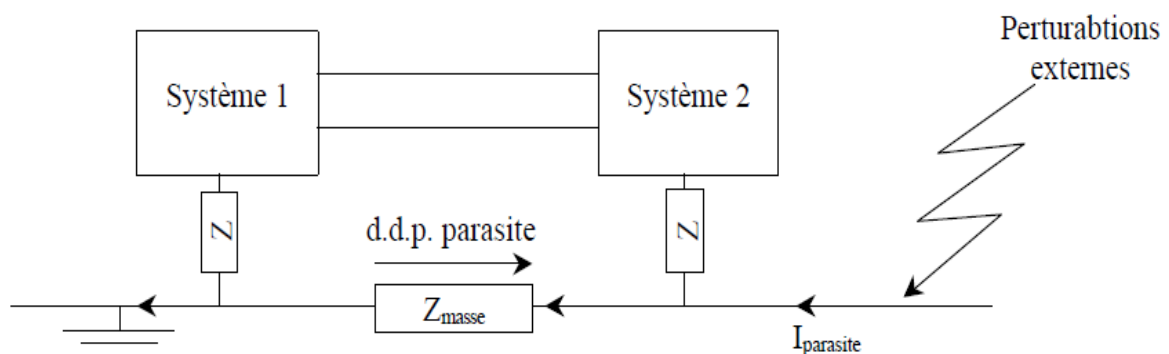 Perturabtions
externes
Système 1
Système 2
Z
Z
d.d.p. parasite
Zmasse
Iparasite